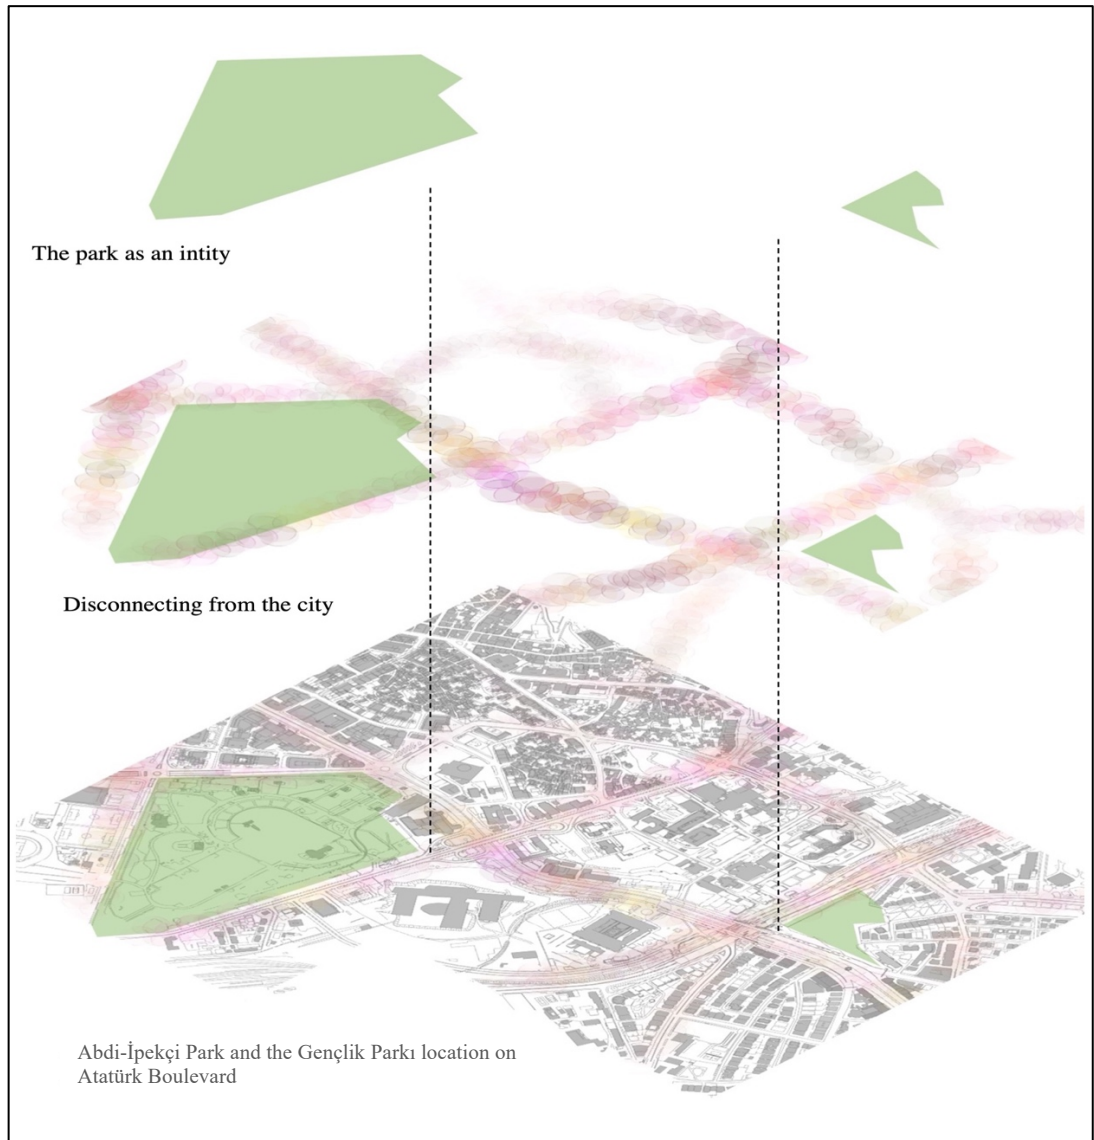 The park as an intity
Disconnecting from the city
Abdi-İpekçi Park and the Gençlik Parkı location on
Atatürk Boulevard